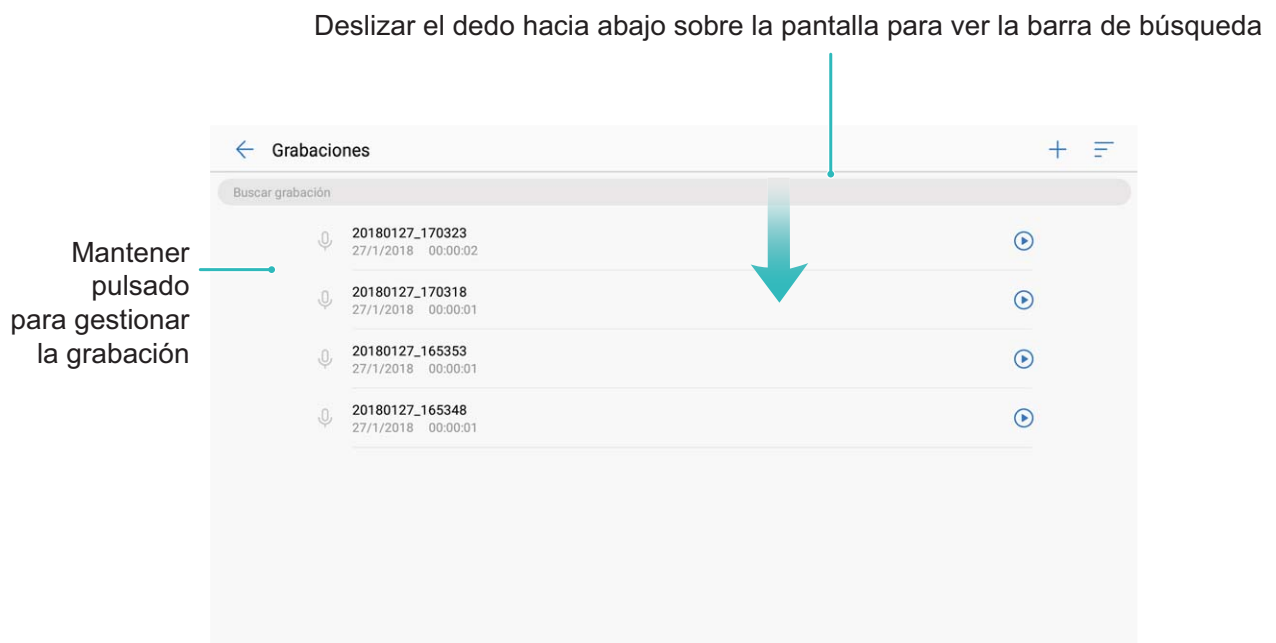 Deslizar el dedo hacia abajo sobre la pantalla para ver la barra de búsqueda
Grabaciones
Buscar grabación
Mantener
pulsado
para gestionar
la grabación
20180127_170323
27/1/2018 00:00:02
20180127_170318
27/1/2018 00:00:01
20180127_165353
27/1/2018 00:00:01
20180127_165348
27/1/2018 00:00:01